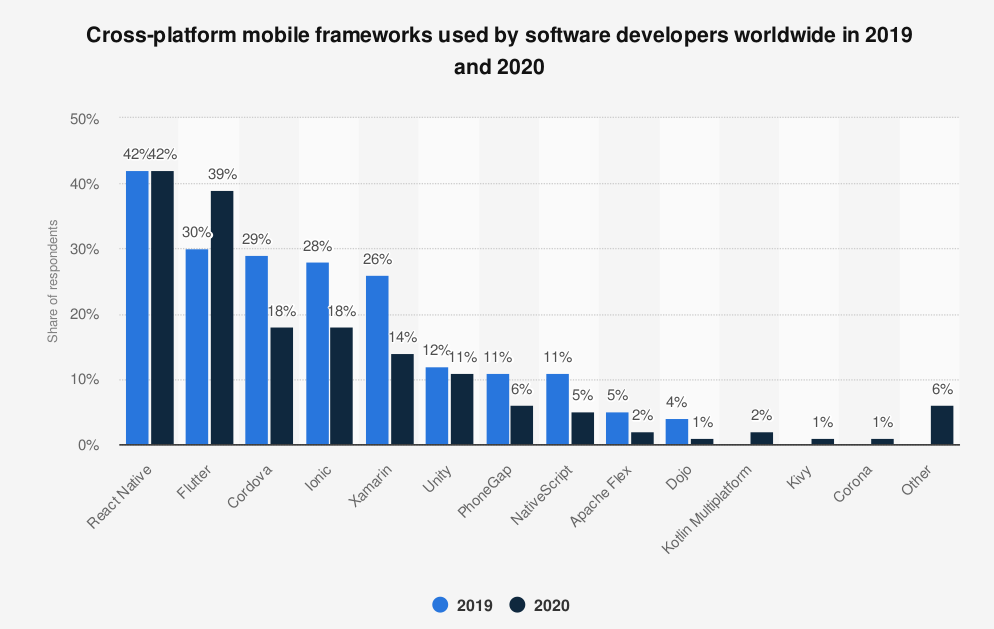 Cross-platform mobile frameworks used by software developers worldwide in 2019
and 2020
Share of respondents
50%
40%
30%
20%
10%
0%
42% 42%
30% 39%
29% 18%
28% 18%
26% 14%
12% 11%
11% 6%
11% 5%
5% 2%
4% 1%
2%
1%
1%
6%
React Native
Flutter
Cordova
Ionic
Xamarin
Unity
PhoneGap
NativeScript
Apache Flex
Dojo
Kotlin Multiplatform
Kivy
Corona
Other
2019 2020